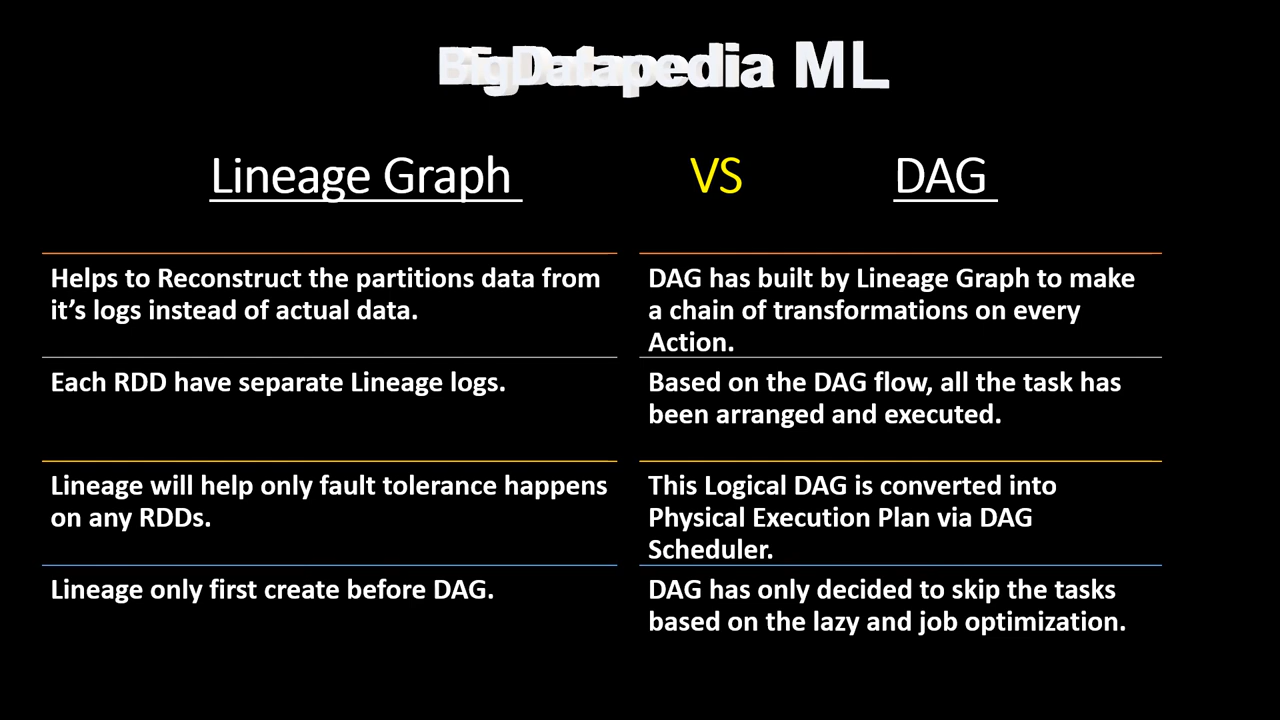 BigDatapedia ML
Lineage Graph VS DAG
Helps to Reconstruct the partitions data from
it's logs instead of actual data.
DAG has built by Lineage Graph to make
a chain of transformations on every
Action.
Each RDD have separate Lineage logs.
Based on the DAG flow, all the task has
been arranged and executed.
Lineage will help only fault tolerance happens
on any RDDs.
This Logical DAG is converted into
Physical Execution Plan via DAG
Scheduler.
Lineage only first create before DAG.
DAG has only decided to skip the tasks
based on the lazy and job optimization.